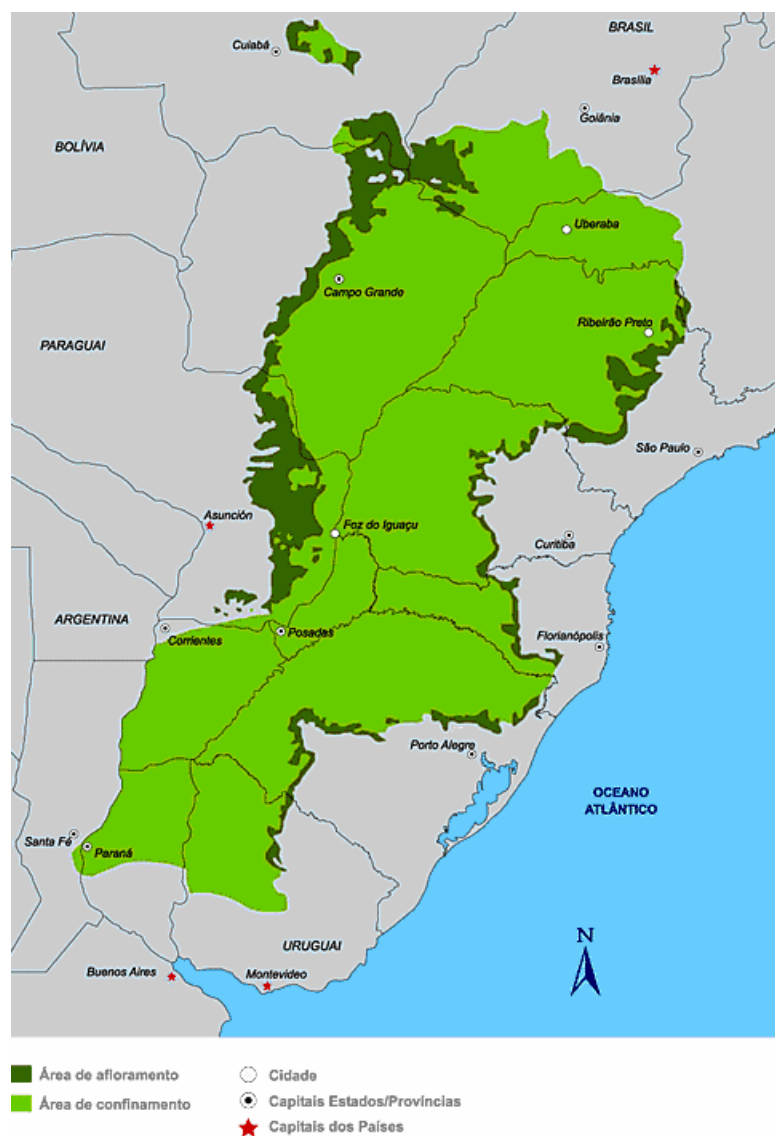 BRASIL
Cuiabá
Brasília
Goiânia
BOLÍVIA
Uberaba
Campo Grande
Ribeirão Preto
PARAGUAI
São Paulo
Asunción
Foz do Iguaçu
Curitiba
ARGENTINA
Corrientes
Posadas
Florianópolis
Porto Alegre
OCEANO
ATLÂNTICO
Santa Fé
Paraná
N
URUGUAI
Buenos Aires
Montevideo
Área de afloramento
Cidade
Área de confinamento
Capitais Estados/Províncias
Capitais dos Países